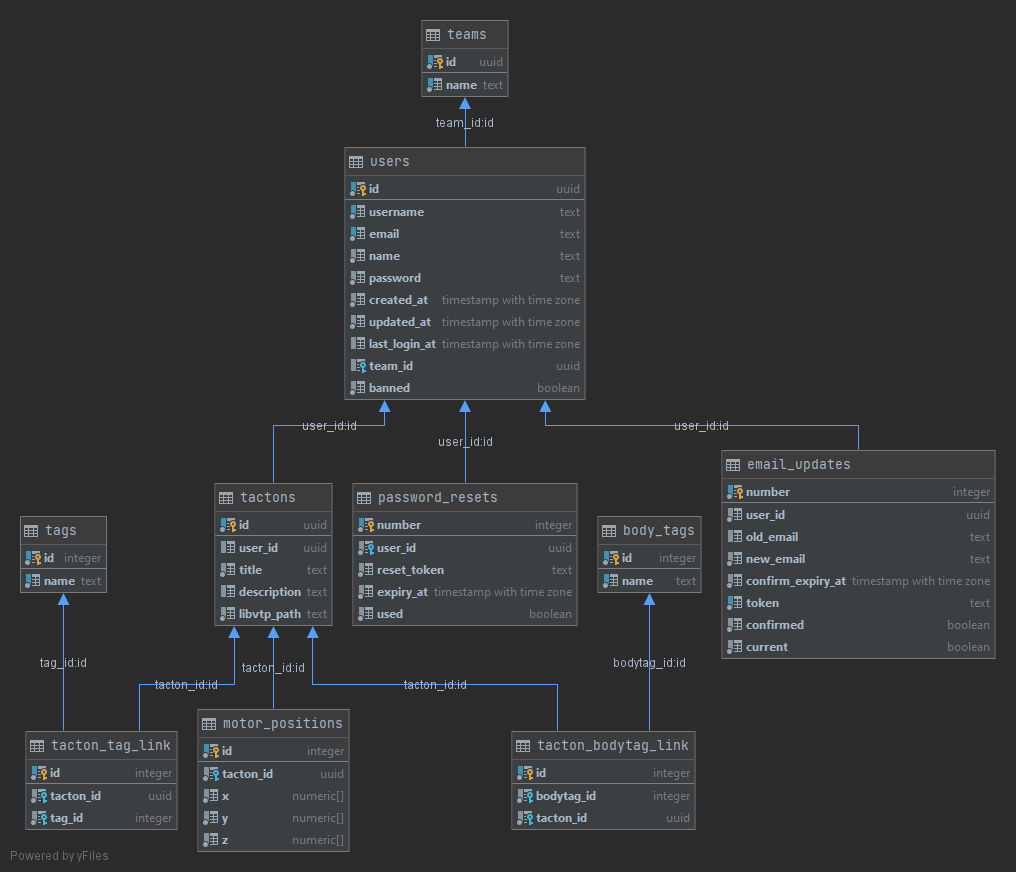 teams
id uuid
name text
team_id:id
users
id uuid
username text
email text
name text
password text
created_at timestamp with time zone
updated_at timestamp with time zone
last_login_at timestamp with time zone
team_id uuid
banned boolean
user_id:id
user_id:id
user_id:id
tags
id integer
name text
tactons
id uuid
user_id uuid
title text
description text
libvtp_path text
password_resets
number integer
user_id uuid
reset_token text
expiry_at timestamp with time zone
used boolean
body_tags
id integer
name text
email_updates
number integer
user_id uuid
old_email text
new_email text
confirm_expiry_at timestamp with time zone
token text
confirmed boolean
current boolean
tag_id:id
tacton_id:id
tacton_id:id
tacton_id:id
bodytag_id:id
tacton_tag_link
id integer
tacton_id uuid
tag_id integer
motor_positions
id integer
tacton_id uuid
x numeric[]
y numeric[]
z numeric[]
tacton_bodytag_link
id integer
bodytag_id integer
tacton_id uuid
Powered by yFiles